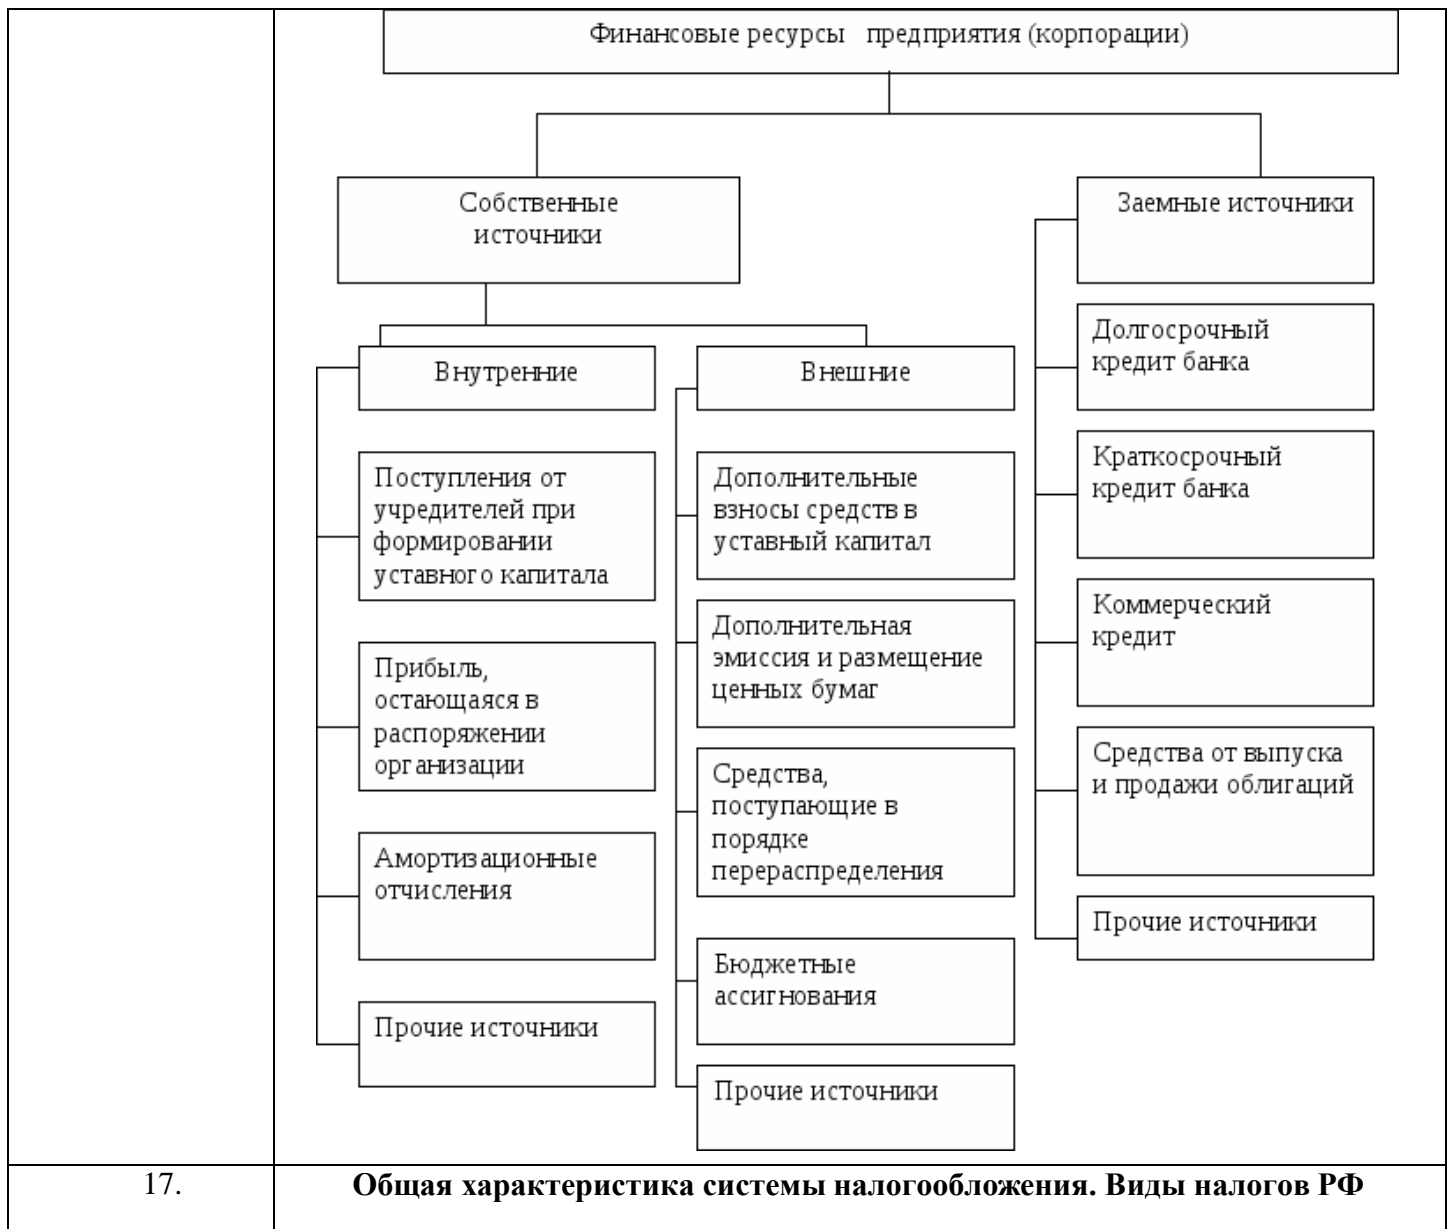 Финансовые ресурсы предприятия (корпорации)
Собственные
источники
Внутренние
Поступления от
учредителей при
формировании
уставного капитала
Прибыль,
остающаяся в
распоряжении
организации
Амортизационные
отчисления
Прочие источники
Внешние
Дополнительные
взносы средств в
уставный капитал
Дополнительная
эмиссия и размещение
ценных бумаг
Средства,
поступающие в
порядке
перераспределения
Бюджетные
ассигнования
Прочие источники
Заемные источники
Долгосрочный
кредит банка
Краткосрочный
кредит банка
Коммерческий
кредит
Средства от выпуска
и продажи облигаций
Прочие источники
17. Общая характеристика системы налогообложения. Виды налогов РФ